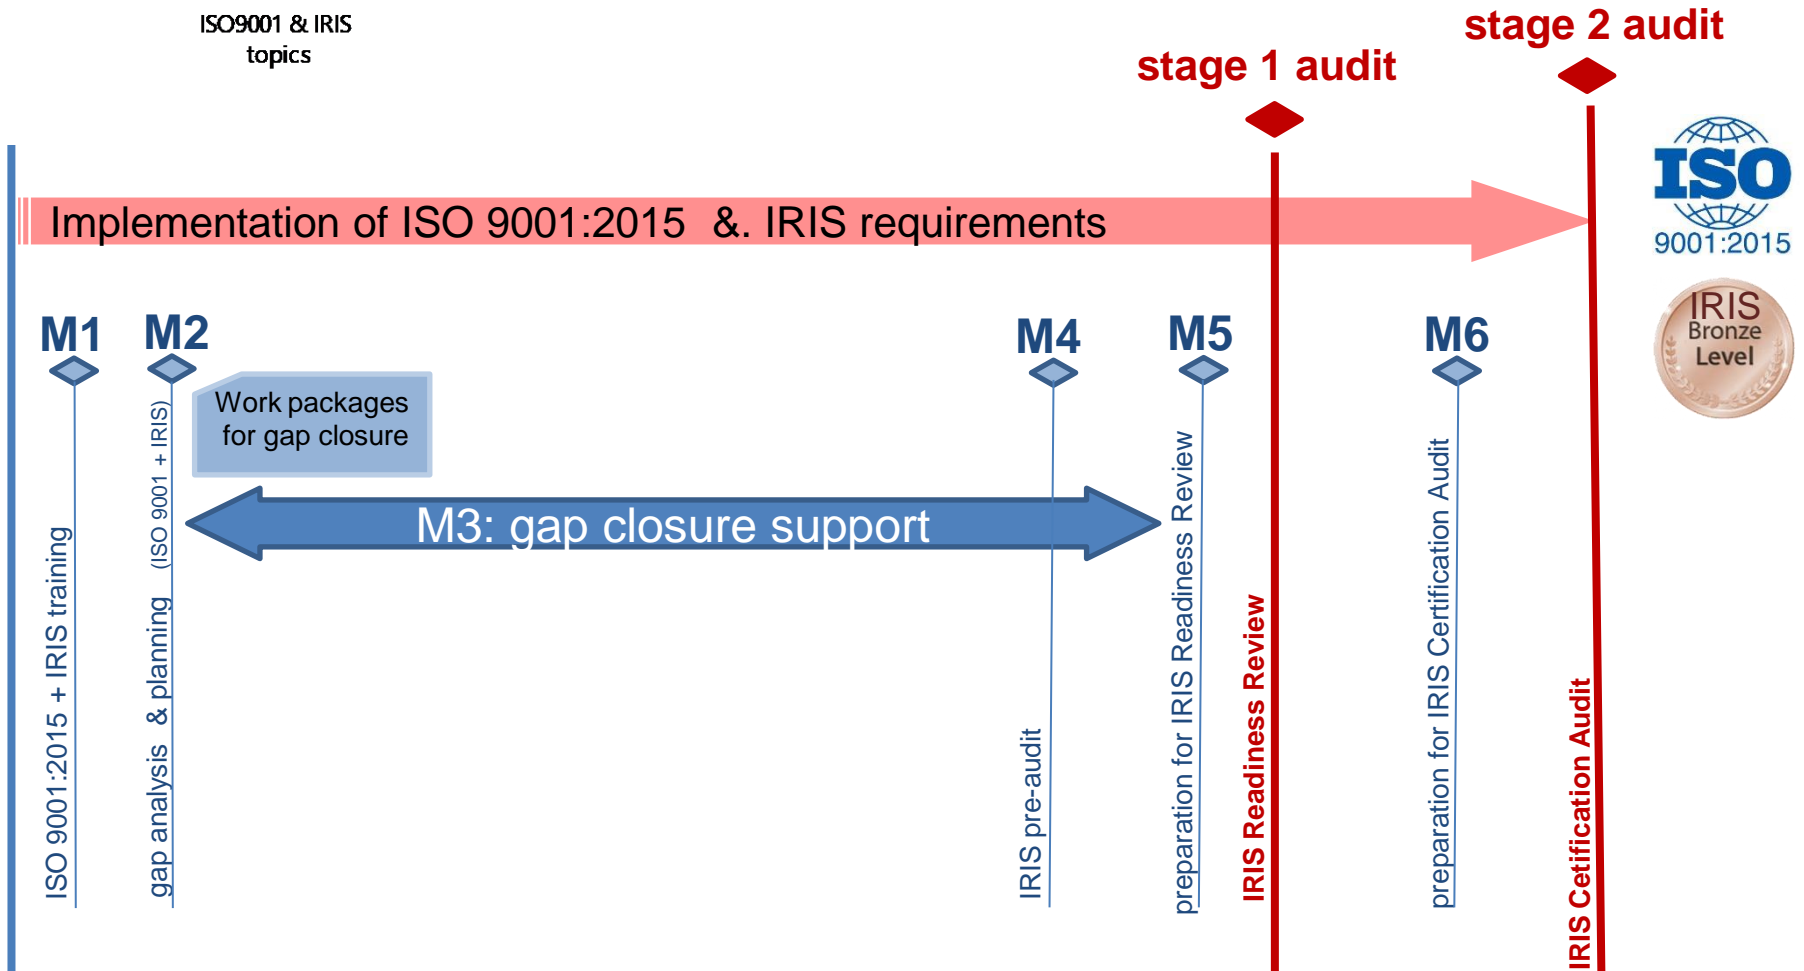 ISO9001 & IRIS
topics
stage 1 audit
stage 2 audit
Implementation of ISO 9001:2015 &. IRIS requirements
ISO
9001:2015
IRIS
Bronze
Level
M1
M2
M4
M5
M6
Work packages
for gap closure
M3: gap closure support
ISO 9001:2015 + IRIS training
gap analysis & planning (ISO 9001 + IRIS)
IRIS pre-audit
preparation for IRIS Readiness Review
IRIS Readiness Review
preparation for IRIS Certification Audit
IRIS Cetification Audit